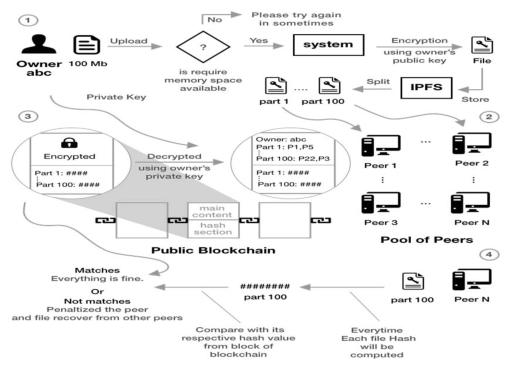 1
No
Please try again
in sometimes
Upload
?
Yes
system
Encryption
using owner's
public key
Owner
abc
100 Mb
is require
memory space
available
File
Split
IPFS
Store
Private Key
part 1
....
part 100
2
3
Encrypted
Part 1: ####
Part 100: ####
Decrypted
using owner's
private key
Owner: abc
Part 1: P1,P5
Part 100: P22,P3
Part 1: ####
Part 100: ####
Peer 1
...
Peer 2
main
content
hash
section
Peer 3
...
Peer N
Public Blockchain
Pool of Peers
4
Matches
Everything is fine.
Or
Not matches
Penaltized the peer
and file recover from other peers
########
part 100
part 100
Peer N
Compare with its
respective hash value
from block of
blockchain
Everytime
Each file Hash
will be
computed